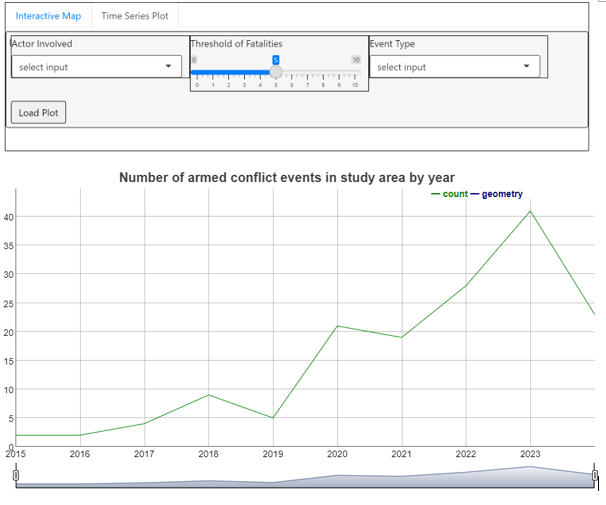 Interactive Map Time Series Plot
Actor Involved Threshold of Fatalities Event Type
0 5 10
select input select input
0 1 2 3 4 5 6 7 8 9 10
Load Plot
Number of armed conflict events in study area by year
count geometry
40
35
30
25
20
15
10
5
0
2015 2016 2017 2018 2019 2020 2021 2022 2023